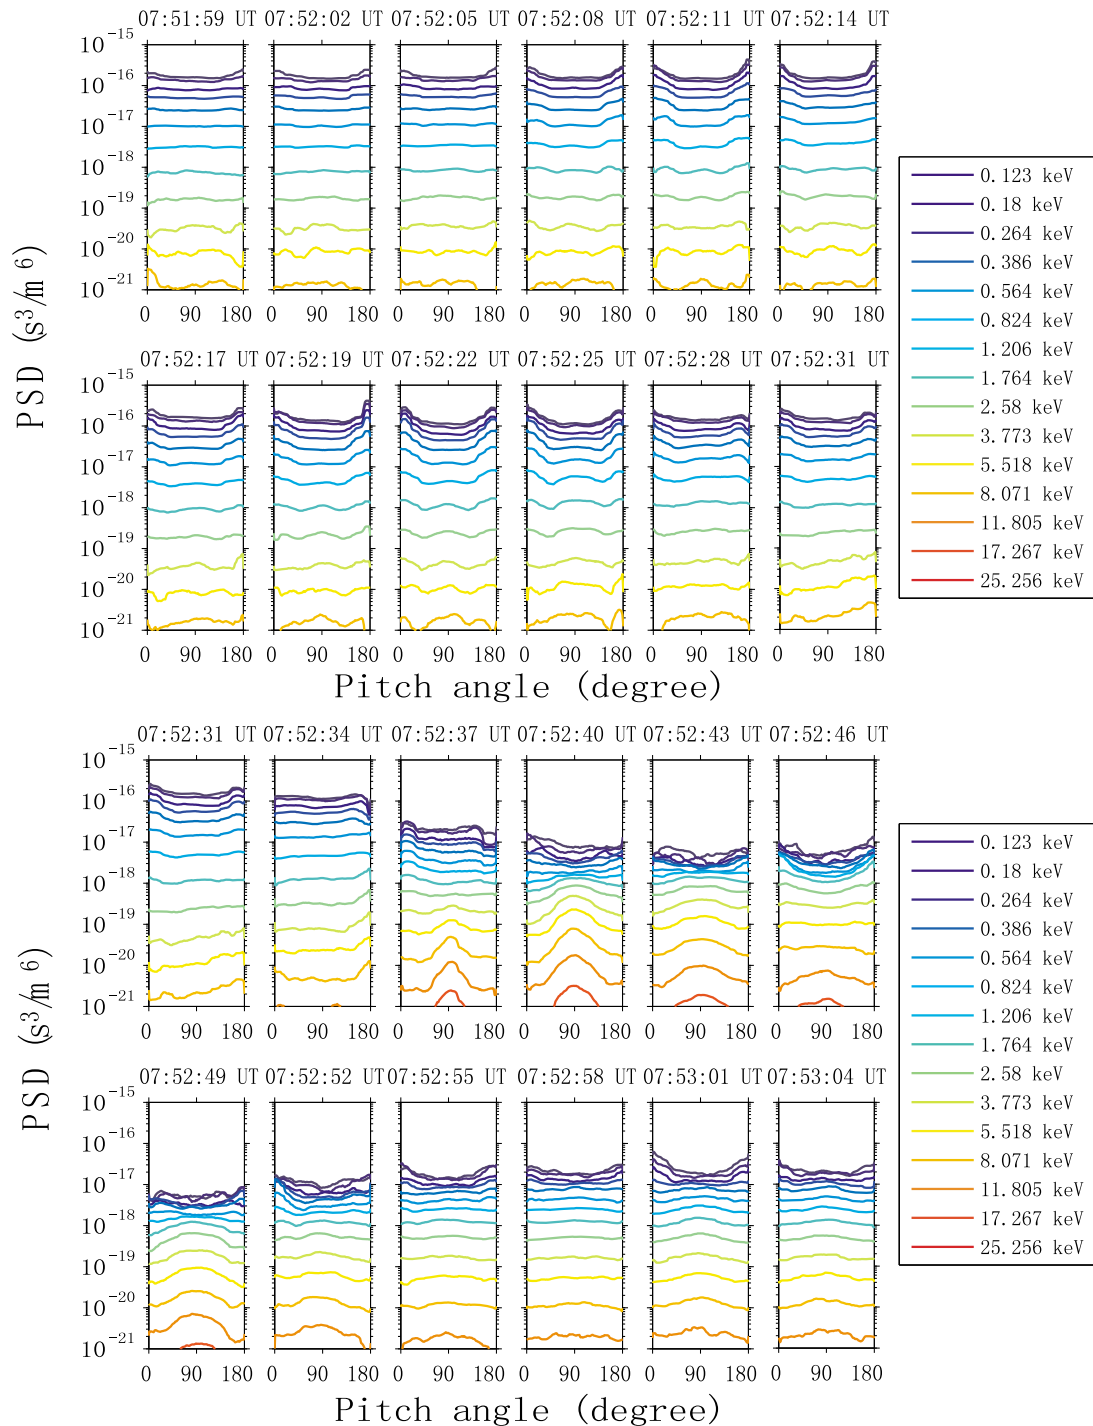 07:51:59 UT 07:52:02 UT 07:52:05 UT 07:52:08 UT 07:52:11 UT 07:52:14 UT
10^-15
10^-16
10^-17
10^-18
10^-19
10^-20
10^-21
0 90 180 0 90 180 0 90 180 0 90 180 0 90 180 0 90 180
07:52:17 UT 07:52:19 UT 07:52:22 UT 07:52:25 UT 07:52:28 UT 07:52:31 UT
10^-15
10^-16
10^-17
10^-18
10^-19
10^-20
10^-21
0 90 180 0 90 180 0 90 180 0 90 180 0 90 180 0 90 180
PSD (s^3/m^6)
Pitch angle (degree)
0.123 keV
0.18 keV
0.264 keV
0.386 keV
0.564 keV
0.824 keV
1.206 keV
1.764 keV
2.58 keV
3.773 keV
5.518 keV
8.071 keV
11.805 keV
17.267 keV
25.256 keV
07:52:31 UT 07:52:34 UT 07:52:37 UT 07:52:40 UT 07:52:43 UT 07:52:46 UT
10^-15
10^-16
10^-17
10^-18
10^-19
10^-20
10^-21
0 90 180 0 90 180 0 90 180 0 90 180 0 90 180 0 90 180
07:52:49 UT 07:52:52 UT 07:52:55 UT 07:52:58 UT 07:53:01 UT 07:53:04 UT
10^-15
10^-16
10^-17
10^-18
10^-19
10^-20
10^-21
0 90 180 0 90 180 0 90 180 0 90 180 0 90 180 0 90 180
PSD (s^3/m^6)
Pitch angle (degree)
0.123 keV
0.18 keV
0.264 keV
0.386 keV
0.564 keV
0.824 keV
1.206 keV
1.764 keV
2.58 keV
3.773 keV
5.518 keV
8.071 keV
11.805 keV
17.267 keV
25.256 keV